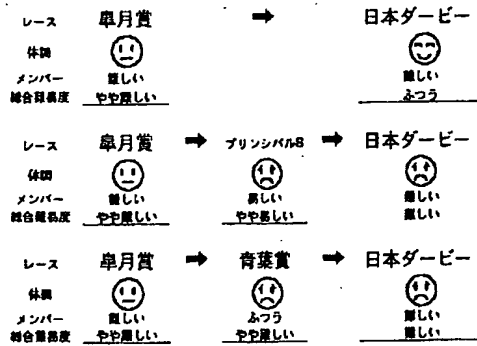 レース 皐月賞 ➡ 日本ダービー
体調
メンバー 難しい 難しい
総合難易度 やや難しい ふつう
レース 皐月賞 ➡ プリンシパルS ➡ 日本ダービー
体調
メンバー 難しい 易しい 難しい
総合難易度 やや難しい やや易しい 難しい
レース 皐月賞 ➡ 青葉賞 ➡ 日本ダービー
体調
メンバー 難しい ふつう 難しい
総合難易度 やや難しい やや難しい 難しい